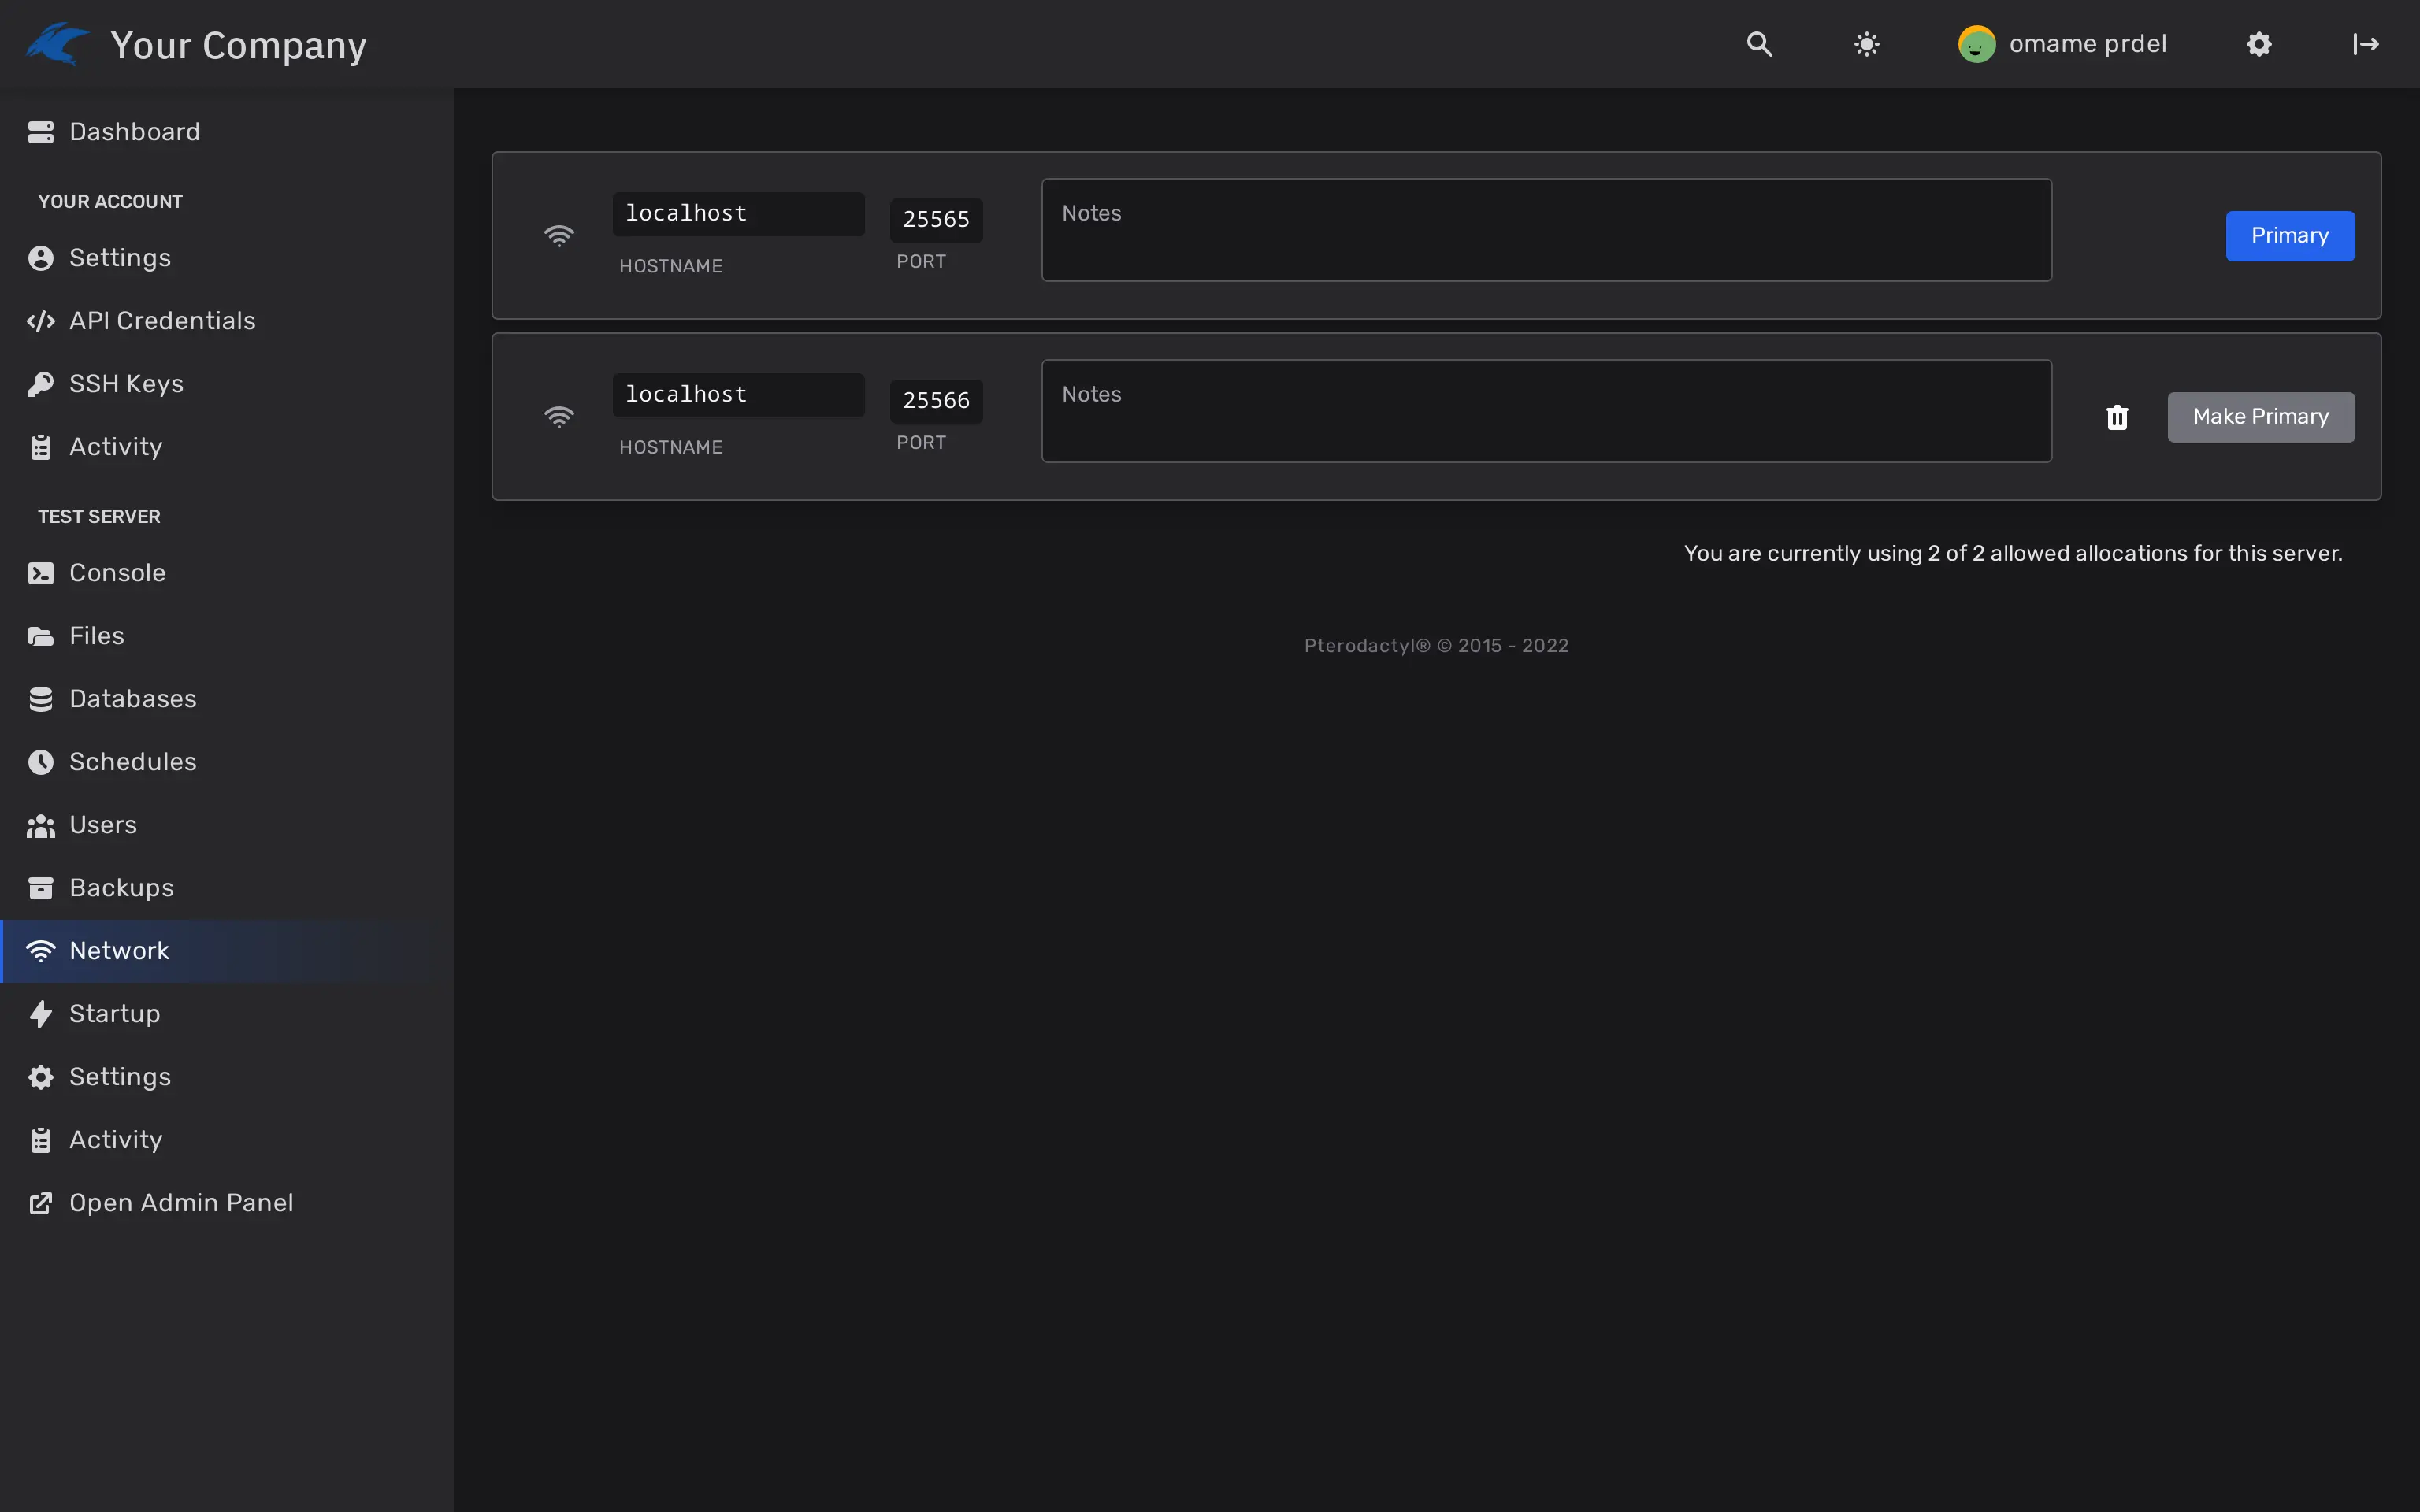 Your Company
omame prdel
Dashboard
YOUR ACCOUNT
Settings
API Credentials
SSH Keys
Activity
TEST SERVER
Console
Files
Databases
Schedules
Users
Backups
Network
Startup
Settings
Activity
Open Admin Panel
localhost
HOSTNAME
25565
PORT
Notes
Primary
localhost
HOSTNAME
25566
PORT
Notes
Make Primary
You are currently using 2 of 2 allowed allocations for this server.
Pterodactyl® © 2015 - 2022